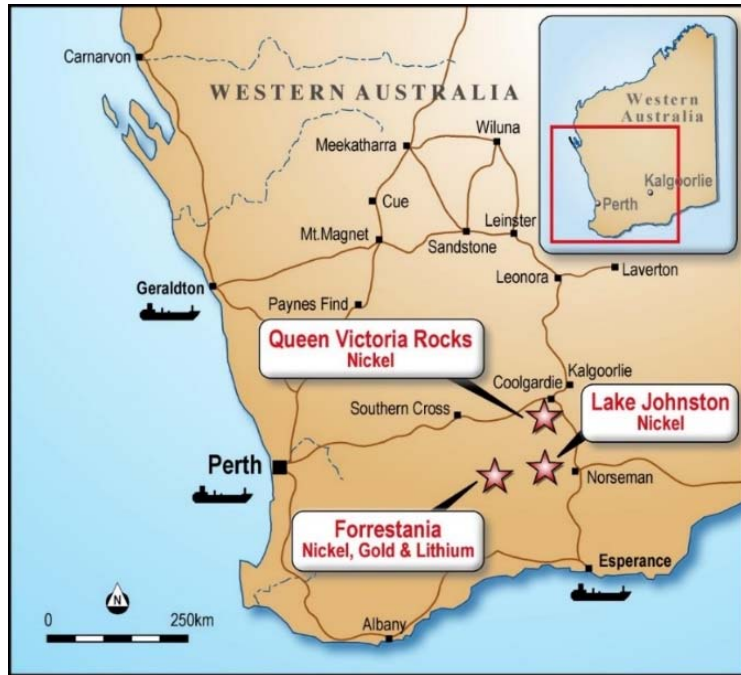 Carnarvon
WESTERN AUSTRALIA
Western
Australia
Kalgoorlie
Perth
Wiluna
Meekatharra
Cue
Leinster
Mt.Magnet
Sandstone
Laverton
Leonora
Geraldton
Paynes Find
Queen Victoria Rocks
Nickel
Kalgoorlie
Coolgardie
Lake Johnston
Nickel
Southern Cross
Perth
Norseman
Forrestania
Nickel, Gold & Lithium
Esperance
N
0
250km
Albany